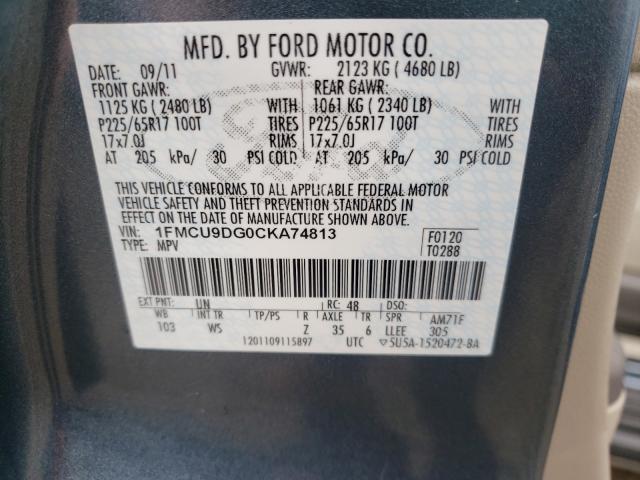 MFD. BY FORD MOTOR CO.
DATE: 09/11 GVWR: 2123 KG ( 4680 LB)
FRONT GAWR: REAR GAWR:
1125 KG ( 2480 LB) WITH 1061 KG ( 2340 LB) WITH
P225/65R17 100T TIRES P225/65R17 100T TIRES
17x7.0J RIMS 17x7.0J RIMS
AT 205 kPa/ 30 PSI COLD AT 205 kPa/ 30 PSI COLD
THIS VEHICLE CONFORMS TO ALL APPLICABLE FEDERAL MOTOR
VEHICLE SAFETY AND THEFT PREVENTION STANDARDS IN
EFFECT ON THE DATE OF MANUFACTURE SHOWN ABOVE.
VIN: 1FMCU9DG0CKA74813 F0120
TYPE: MPV T0288
EXT PNT: UN RC: 48 DSO:
WB INT TR TP/PS R AXLE TR SPR AM71F
103 WS Z 35 6 LLEE 305
1201109115897 UTC ▽5U5A-1520472-BA